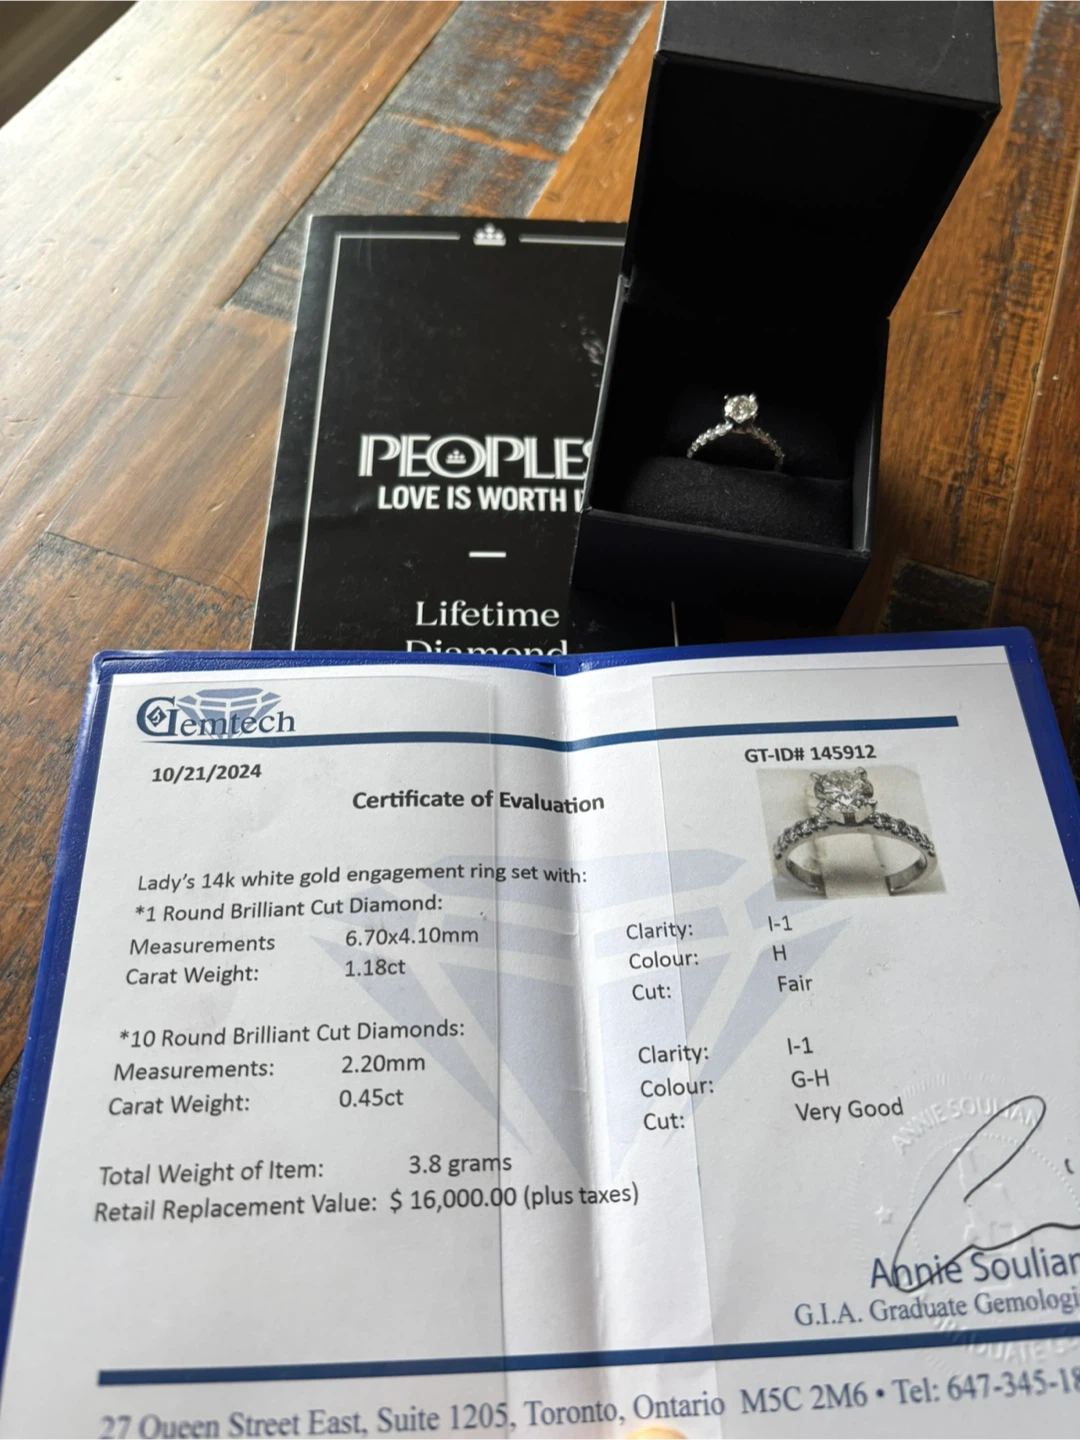 PEOPLES
LOVE IS WORTH
Lifetime
Diamond
Gemtech
10/21/2024
GT-ID# 145912
Certificate of Evaluation
Lady's 14k white gold engagement ring set with:
*1 Round Brilliant Cut Diamond:
Measurements 6.70x4.10mm
Carat Weight: 1.18ct
Clarity: I-1
Colour: H
Cut: Fair
*10 Round Brilliant Cut Diamonds:
Measurements: 2.20mm
Carat Weight: 0.45ct
Clarity: I-1
Colour: G-H
Cut: Very Good
Total Weight of Item: 3.8 grams
Retail Replacement Value: $ 16,000.00 (plus taxes)
ANNIE SOULIAN
Annie Soulian
G.I.A. Graduate Gemologi
27 Queen Street East, Suite 1205, Toronto, Ontario M5C 2M6 • Tel: 647-345-18